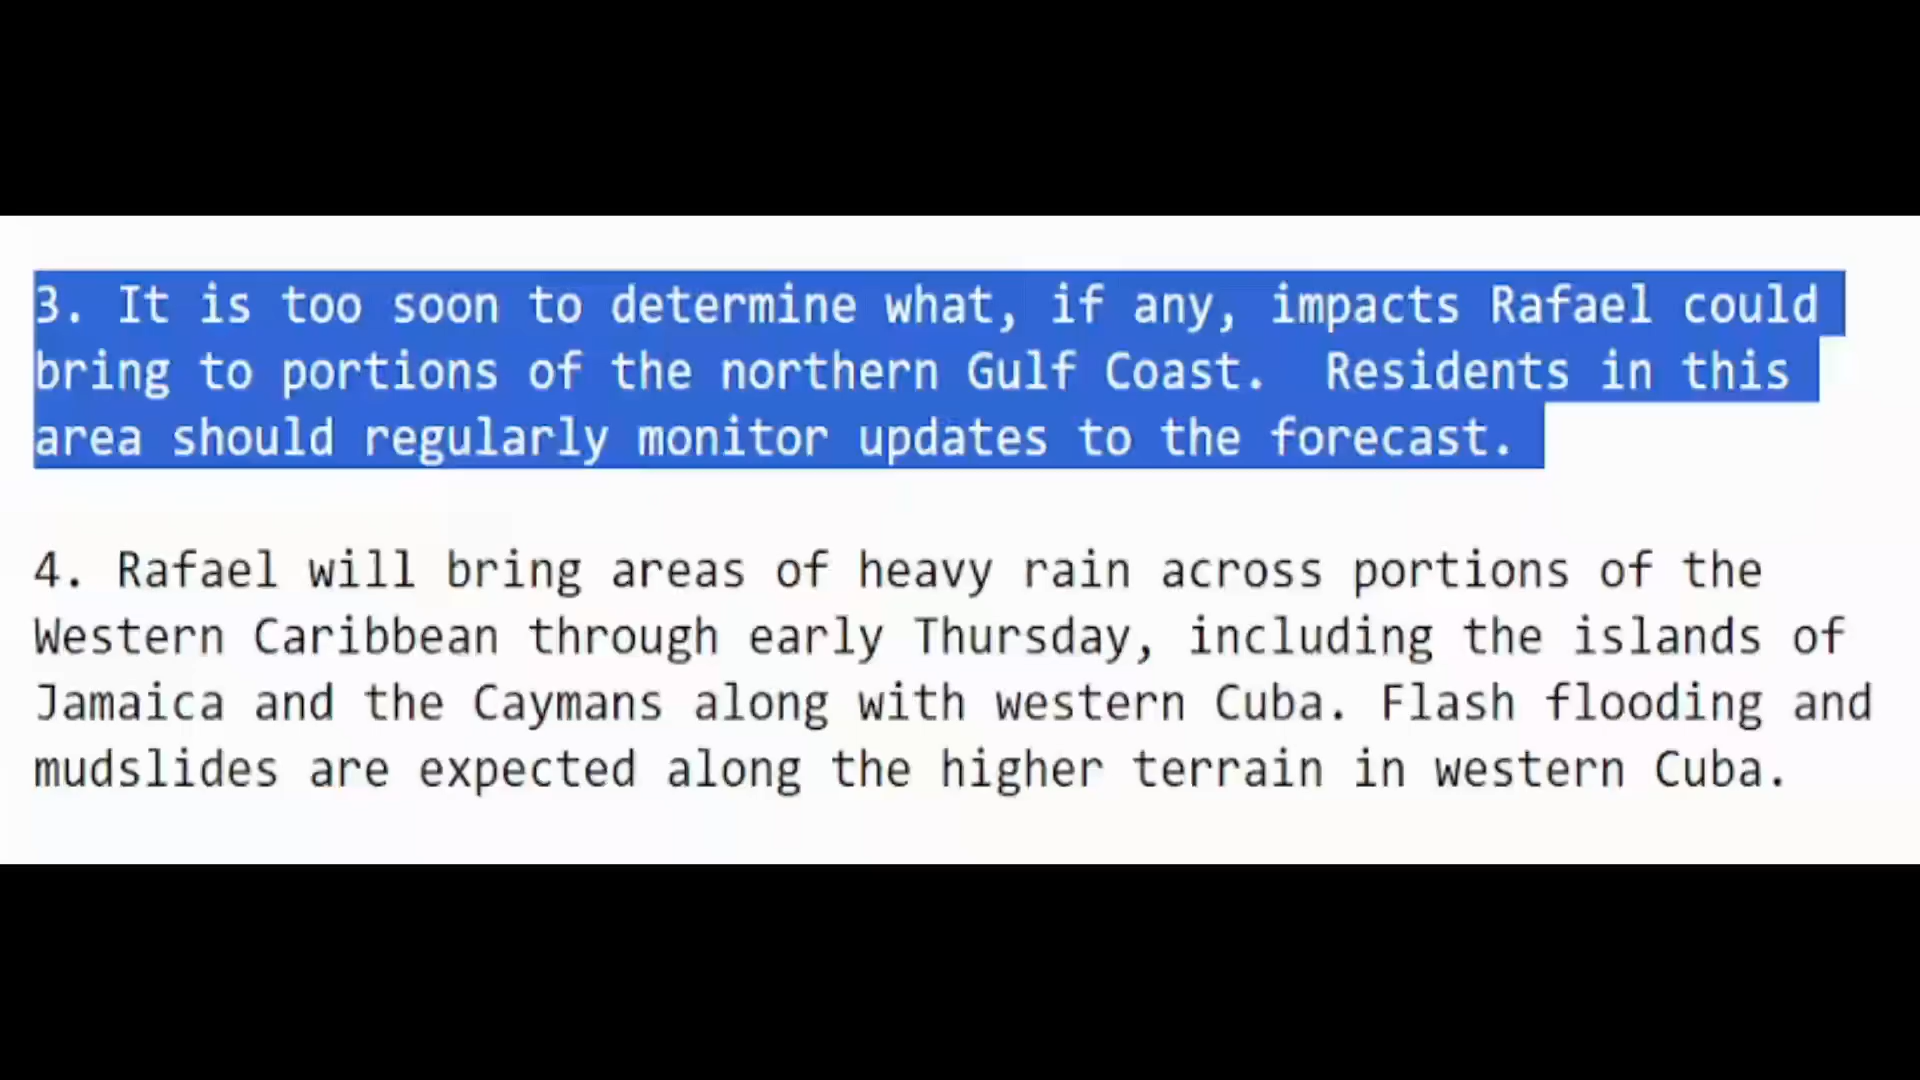 3. It is too soon to determine what, if any, impacts Rafael could
bring to portions of the northern Gulf Coast.  Residents in this
area should regularly monitor updates to the forecast.
4. Rafael will bring areas of heavy rain across portions of the
Western Caribbean through early Thursday, including the islands of
Jamaica and the Caymans along with western Cuba. Flash flooding and
mudslides are expected along the higher terrain in western Cuba.